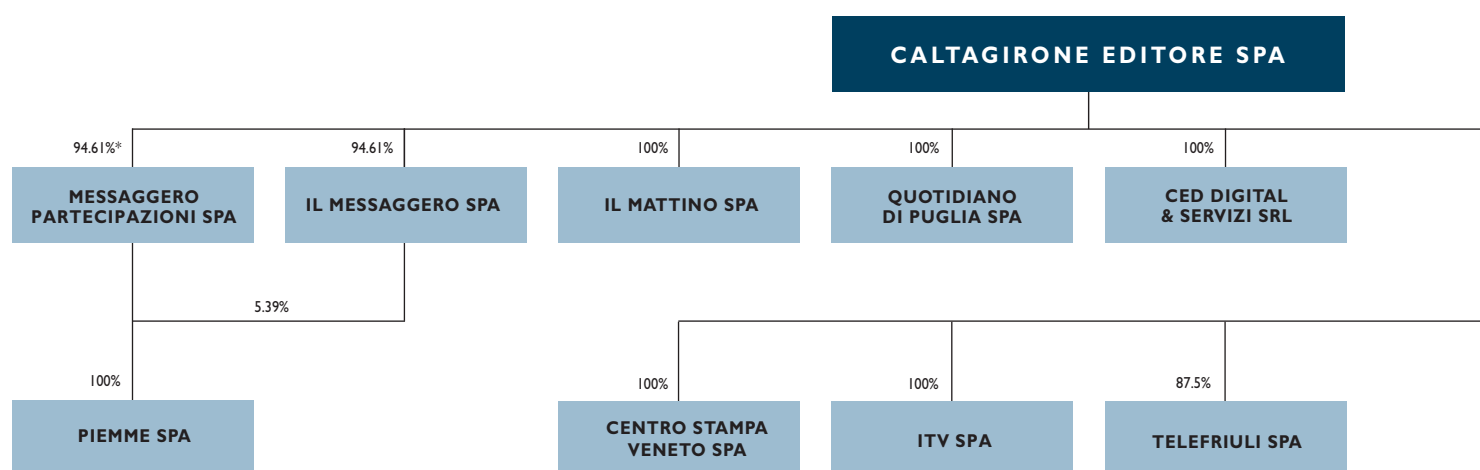 CALTAGIRONE EDITORE SPA
94.61%*
94.61%
100%
100%
100%
MESSAGGERO
PARTECIPAZIONI SPA
IL MESSAGGERO SPA
IL MATTINO SPA
QUOTIDIANO
DI PUGLIA SPA
CED DIGITAL
& SERVIZI SRL
5.39%
100%
100%
100%
87.5%
PIEMME SPA
CENTRO STAMPA
VENETO SPA
ITV SPA
TELEFRIULI SPA